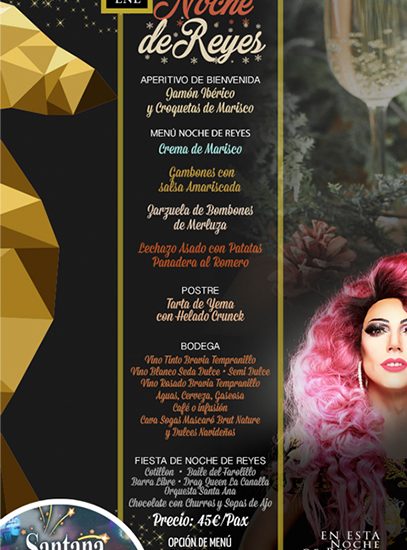 ENE
Noche
de Reyes
APERITIVO DE BIENVENIDA
Jamón Ibérico
y Croquetas de Marisco
MENÚ NOCHE DE REYES
Crema de Marisco
Gambones con
salsa Amariscada
Zarzuela de Bombones
de Merluza
Lechazo Asado con Patatas
Panadera al Romero
POSTRE
Tarta de Yema
con Helado Crunck
BODEGA
Vino Tinto Bravía Tempranillo
Vino Blanco Seda Dulce • Semi Dulce
Vino Rosado Bravía Tempranillo
Aguas, Cerveza, Gaseosa
Café o infusión
Cava Sogas Mascaró Brut Nature
y Dulces Navideños
FIESTA DE NOCHE DE REYES
Cotillon • Baile del Farolillo
Barra Libre • Drag Queen La Canalla
Orquesta Santa Ana
Chocolate con Churros y Sopas de Ajo
Precio: 45€/Pax
OPCIÓN DE MENÚ
Santana
EN ESTA
NOCHE